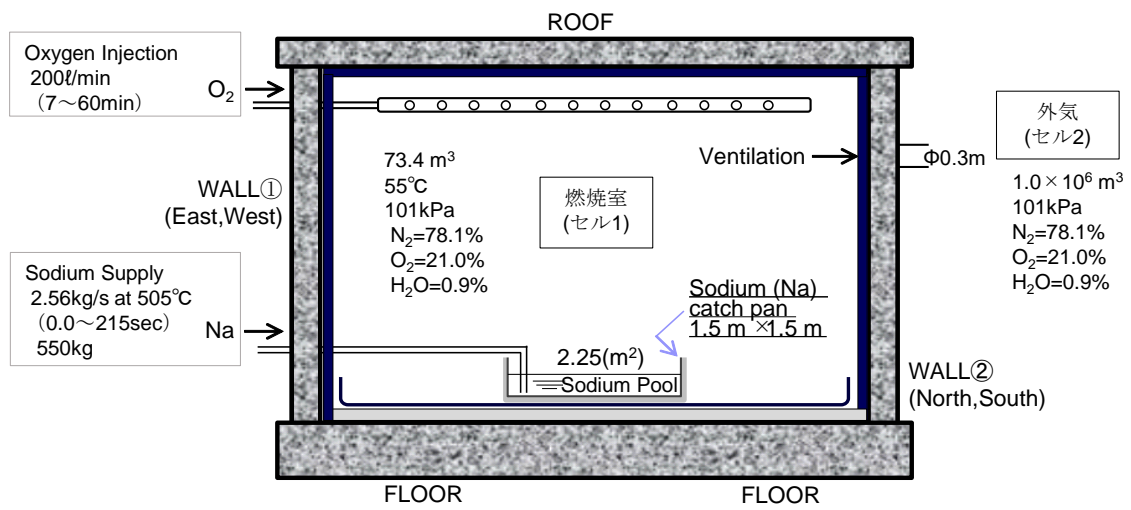 ROOF
Oxygen Injection
200ℓ/min
（7～60min）
O₂
WALL①
(East,West)
Sodium Supply
2.56kg/s at 505℃
（0.0～215sec）
550kg
Na
73.4 m³
55℃
101kPa
N₂=78.1%
O₂=21.0%
H₂O=0.9%
燃焼室
(セル1)
Ventilation
Φ0.3m
外気
(セル2)
1.0×10⁶ m³
101kPa
N₂=78.1%
O₂=21.0%
H₂O=0.9%
Sodium (Na)
catch pan
1.5 m ×1.5 m
2.25(m²)
Sodium Pool
WALL②
(North,South)
FLOOR
FLOOR